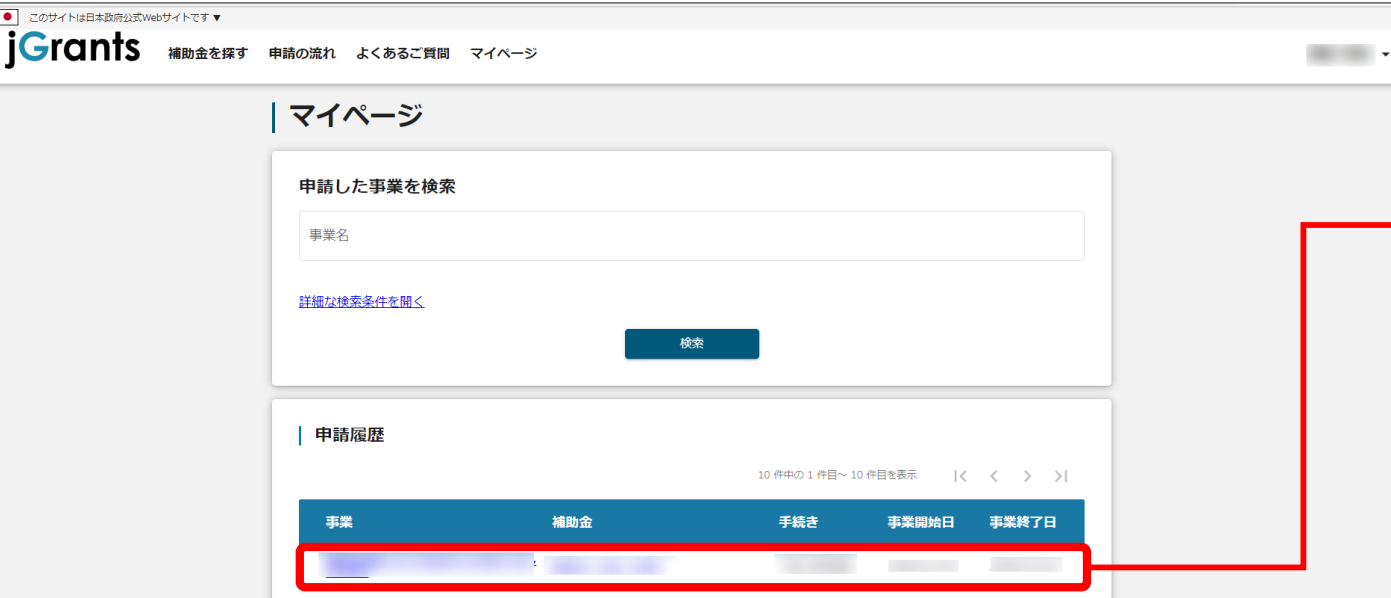 このサイトは日本政府公式Webサイトです ▼
jGrants 補助金を探す 申請の流れ よくあるご質問 マイページ
マイページ
申請した事業を検索
事業名
詳細な検索条件を開く
検索
申請履歴
10 件中の 1 件目～ 10 件目を表示
事業 補助金 手続き 事業開始日 事業終了日